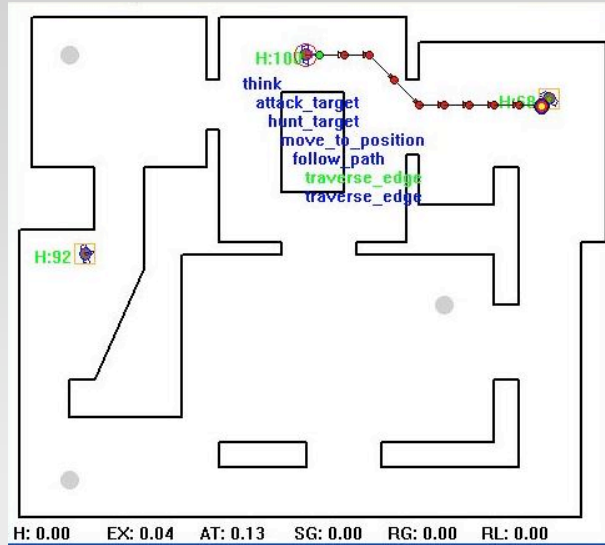 H:100
think
attack_target
H:68
hunt_target
move_to_position
follow_path
traverse_edge
traverse_edge
H:92
H: 0.00 EX: 0.04 AT: 0.13 SG: 0.00 RG: 0.00 RL: 0.00